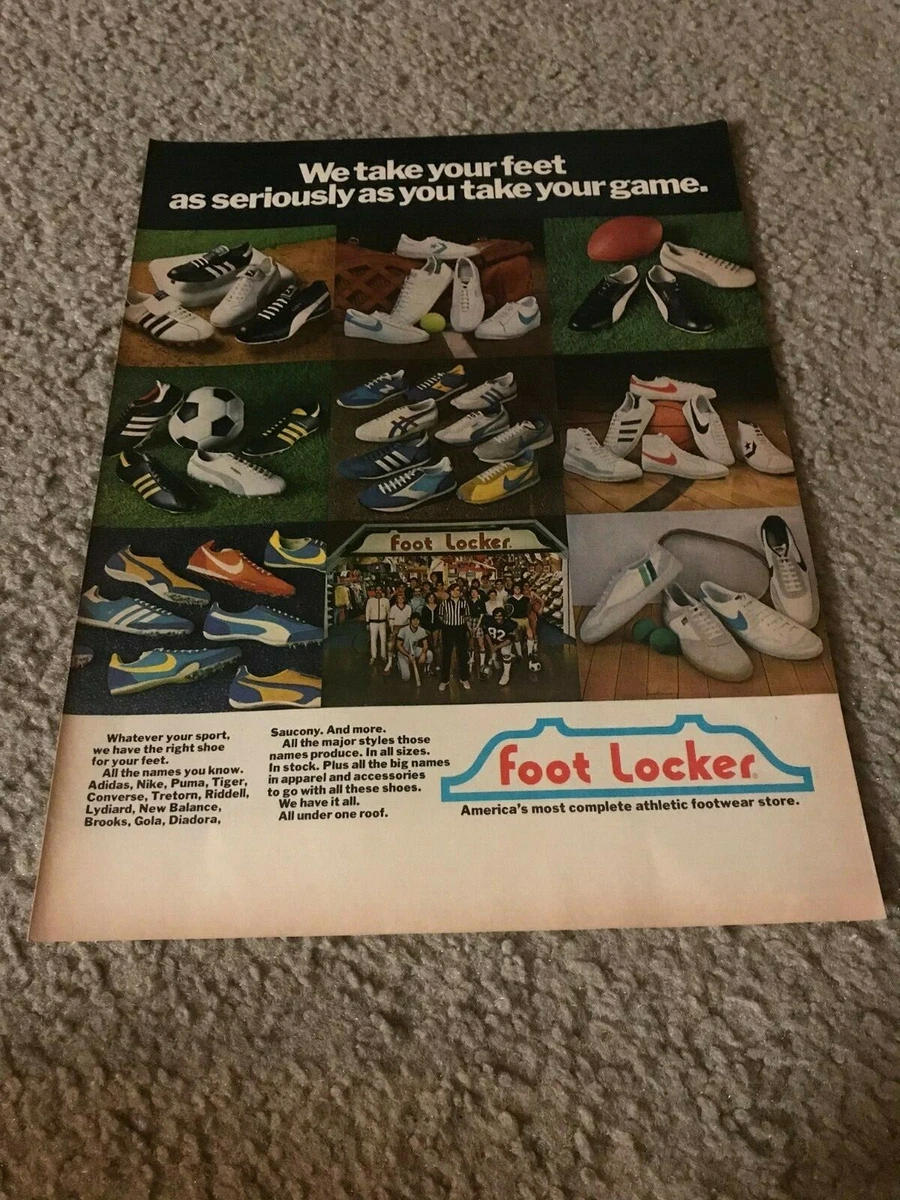 We take your feet
as seriously as you take your game.
Foot Locker.
82
Whatever your sport,
we have the right shoe
for your feet.
All the names you know.
Adidas, Nike, Puma, Tiger,
Converse, Tretorn, Riddell,
Lydiard, New Balance,
Brooks, Gola, Diadora,
Saucony. And more.
All the major styles those
names produce. In all sizes.
In stock. Plus all the big names
in apparel and accessories
to go with all these shoes.
We have it all.
All under one roof.
Foot Locker®
America's most complete athletic footwear store.